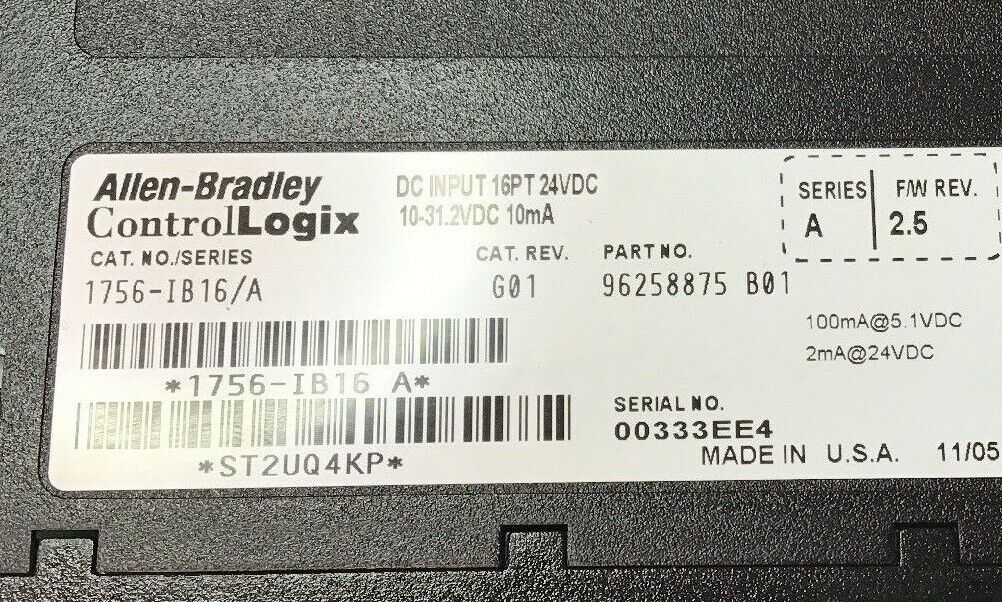 Allen-Bradley
ControlLogix
DC INPUT 16PT 24VDC
10-31.2VDC 10mA
SERIES F/W REV.
A 2.5
CAT. NO./SERIES CAT. REV. PART NO.
1756-IB16/A G01 96258875 B01
100mA@5.1VDC
2mA@24VDC
*1756-IB16 A*
SERIAL NO.
00333EE4
*ST2UQ4KP*
MADE IN U.S.A. 11/05